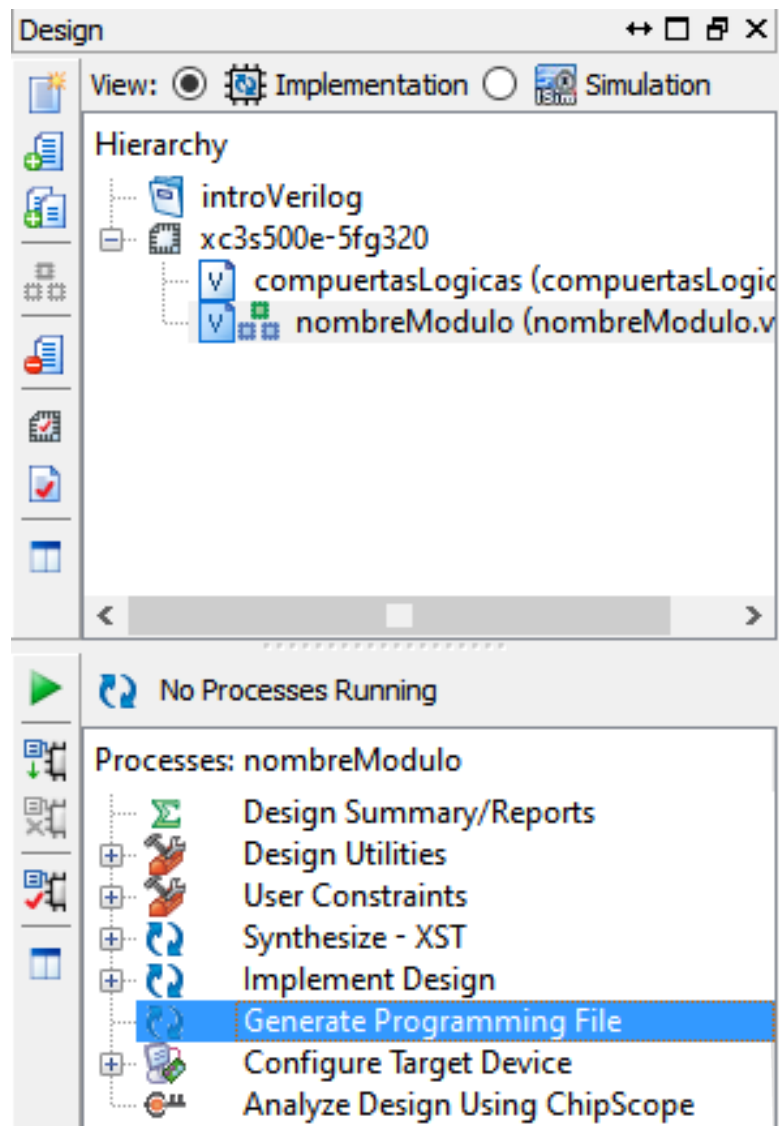 Design
View: Implementation Simulation
Hierarchy
introVerilog
xc3s500e-5fg320
V compuertasLogicas (compuertasLogic
V nombreModulo (nombreModulo.v
No Processes Running
Processes: nombreModulo
Σ Design Summary/Reports
Design Utilities
User Constraints
Synthesize - XST
Implement Design
Generate Programming File
Configure Target Device
Analyze Design Using ChipScope